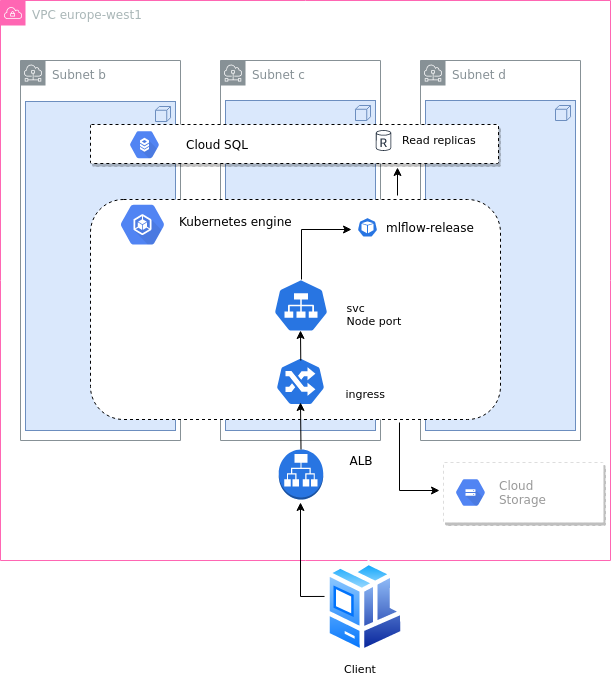 VPC europe-west1
Subnet b
Subnet c
Subnet d
Cloud SQL
R
Read replicas
Kubernetes engine
mlflow-release
svc
Node port
ingress
ALB
Cloud
Storage
Client